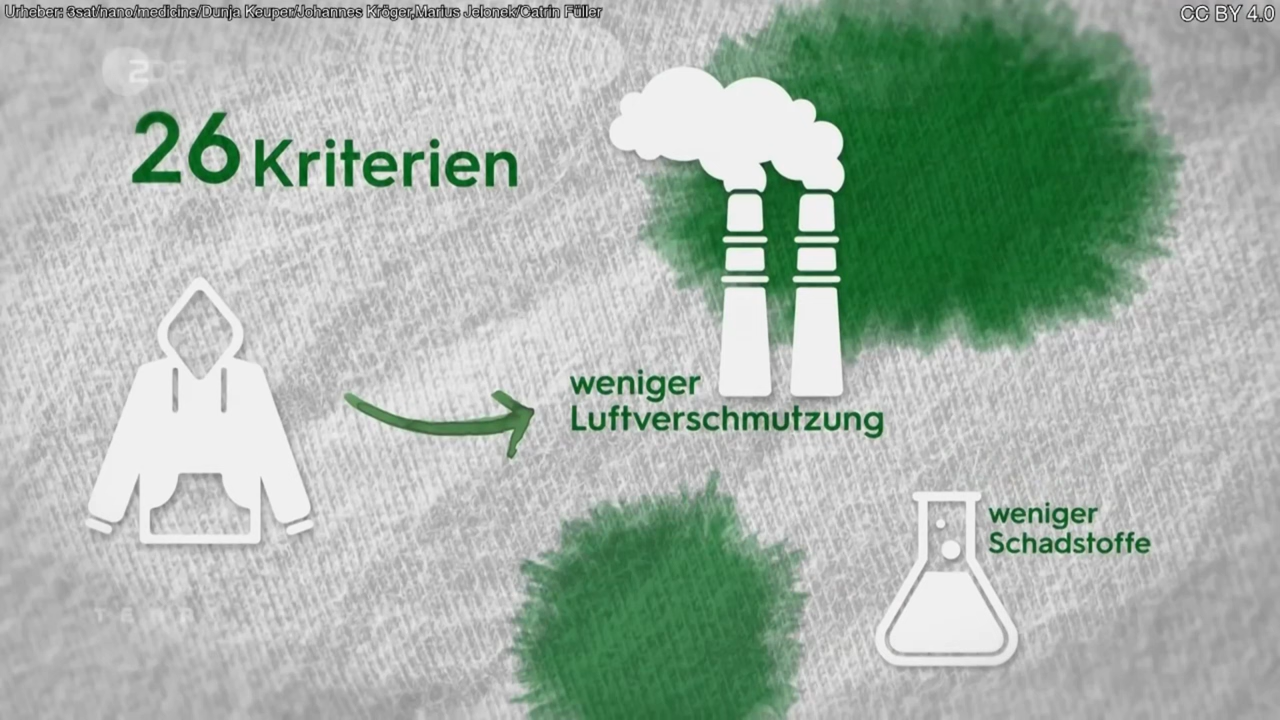 Urheber: 3sat/nano/medicine/Dunja Keuper/Johannes Kröger,Marius Jelonek/Catrin Füller
CC BY 4.0
ZDF
26 Kriterien
weniger
Luftverschmutzung
weniger
Schadstoffe